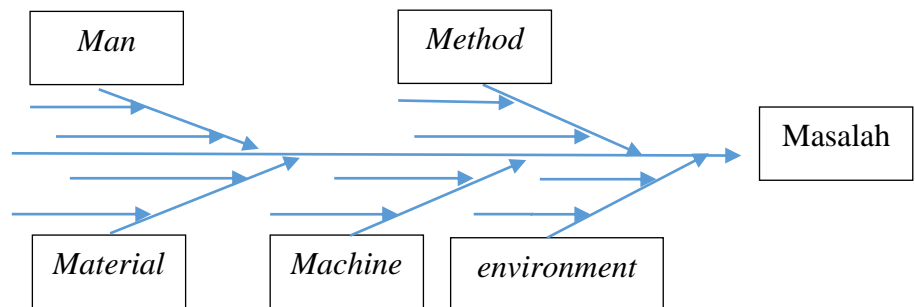 Man
Method
Masalah
Material
Machine
environment